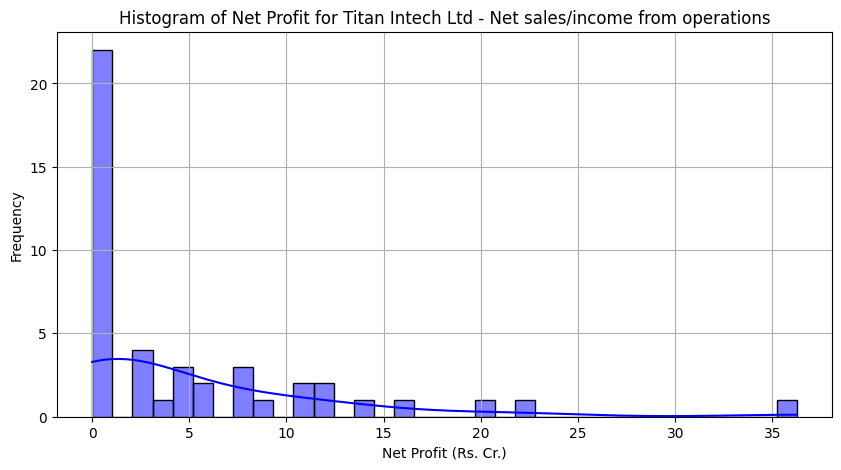 Histogram of Net Profit for Titan Intech Ltd - Net sales/income from operations
Frequency
20
15
10
5
0
0 5 10 15 20 25 30 35
Net Profit (Rs. Cr.)